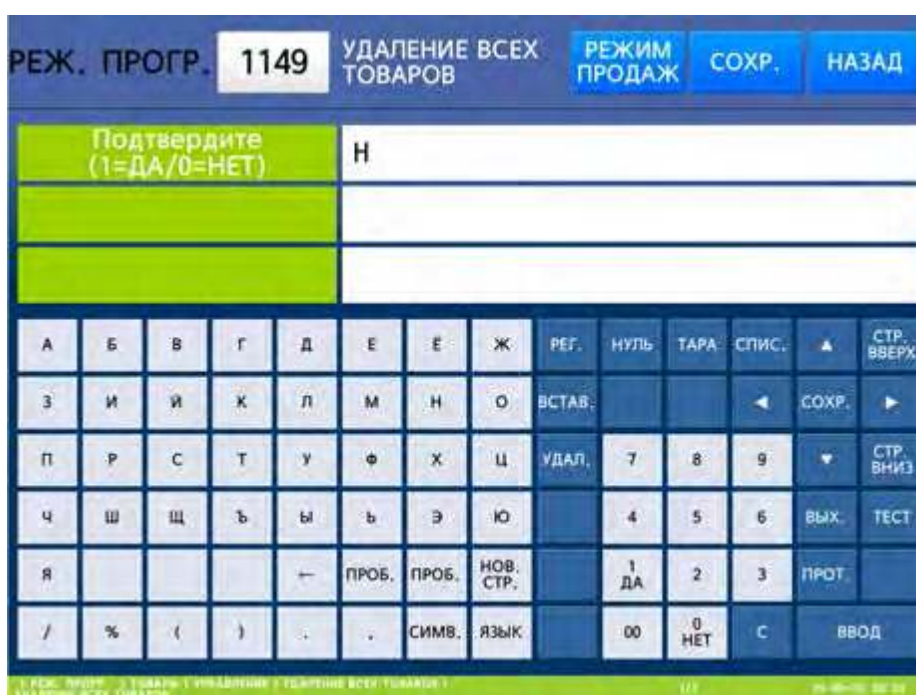 РЕЖ. ПРОГР. 1149 УДАЛЕНИЕ ВСЕХ ТОВАРОВ РЕЖИМ ПРОДАЖ СОХР. НАЗАД
Подтвердите
(1=ДА/0=НЕТ)
Н
А Б В Г Д Е Ё Ж РЕГ. НУЛЬ ТАРА СПИС. ▲ СТР. ВВЕРХ
З И Й К Л М Н О ВСТАВ. ◀ СОХР. ▶
П Р С Т У Ф Х Ц УДАЛ. 7 8 9 ▼ СТР. ВНИЗ
Ч Ш Щ Ъ Ы Ь Э Ю 4 5 6 ВЫХ. ТЕСТ
Я ← ПРОБ. ПРОБ. НОВ. СТР. 1 ДА 2 3 ПРОТ.
/ % ( ) . СИМВ. ЯЗЫК 00 0 НЕТ С ВВОД
1/1